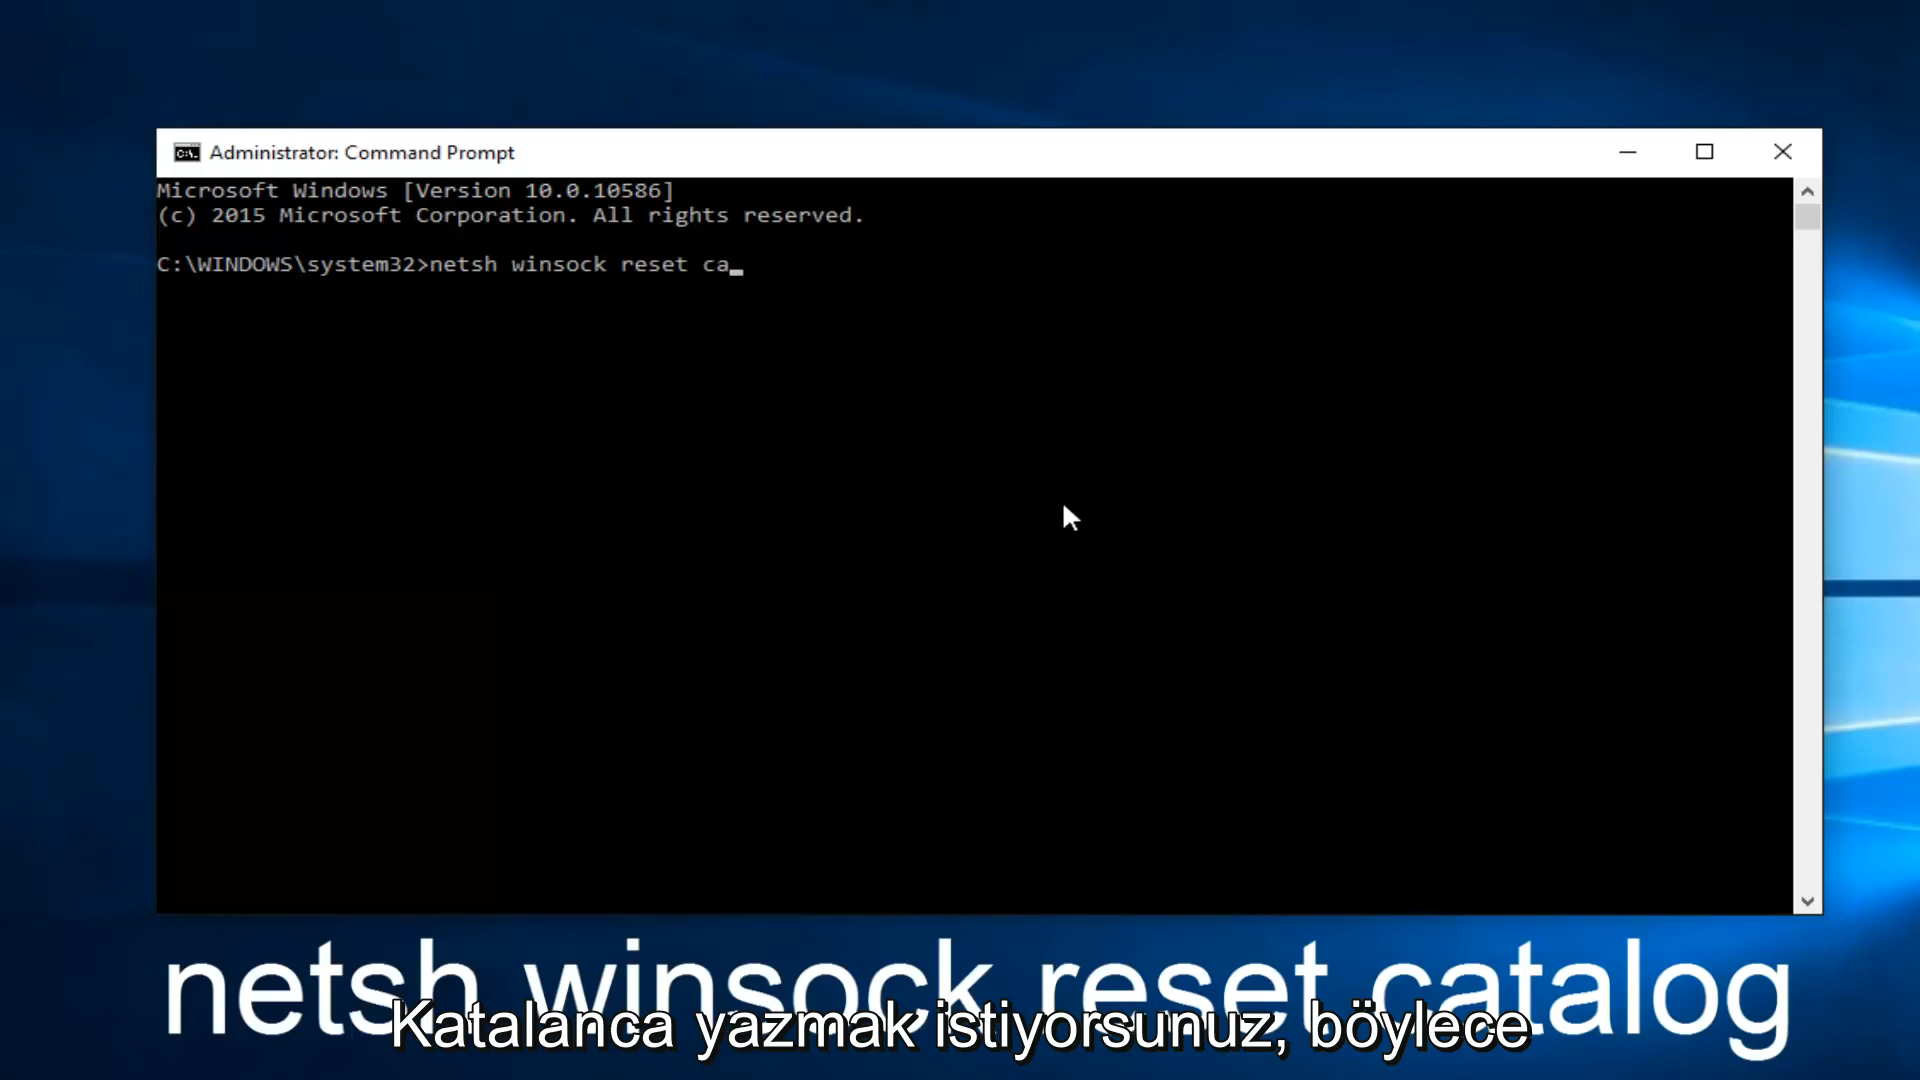 Administrator: Command Prompt
Microsoft Windows [Version 10.0.10586]
(c) 2015 Microsoft Corporation. All rights reserved.
C:\WINDOWS\system32>netsh winsock reset ca_
netsh winsock reset catalog
Katalanca yazmak istiyorsunuz, böylece